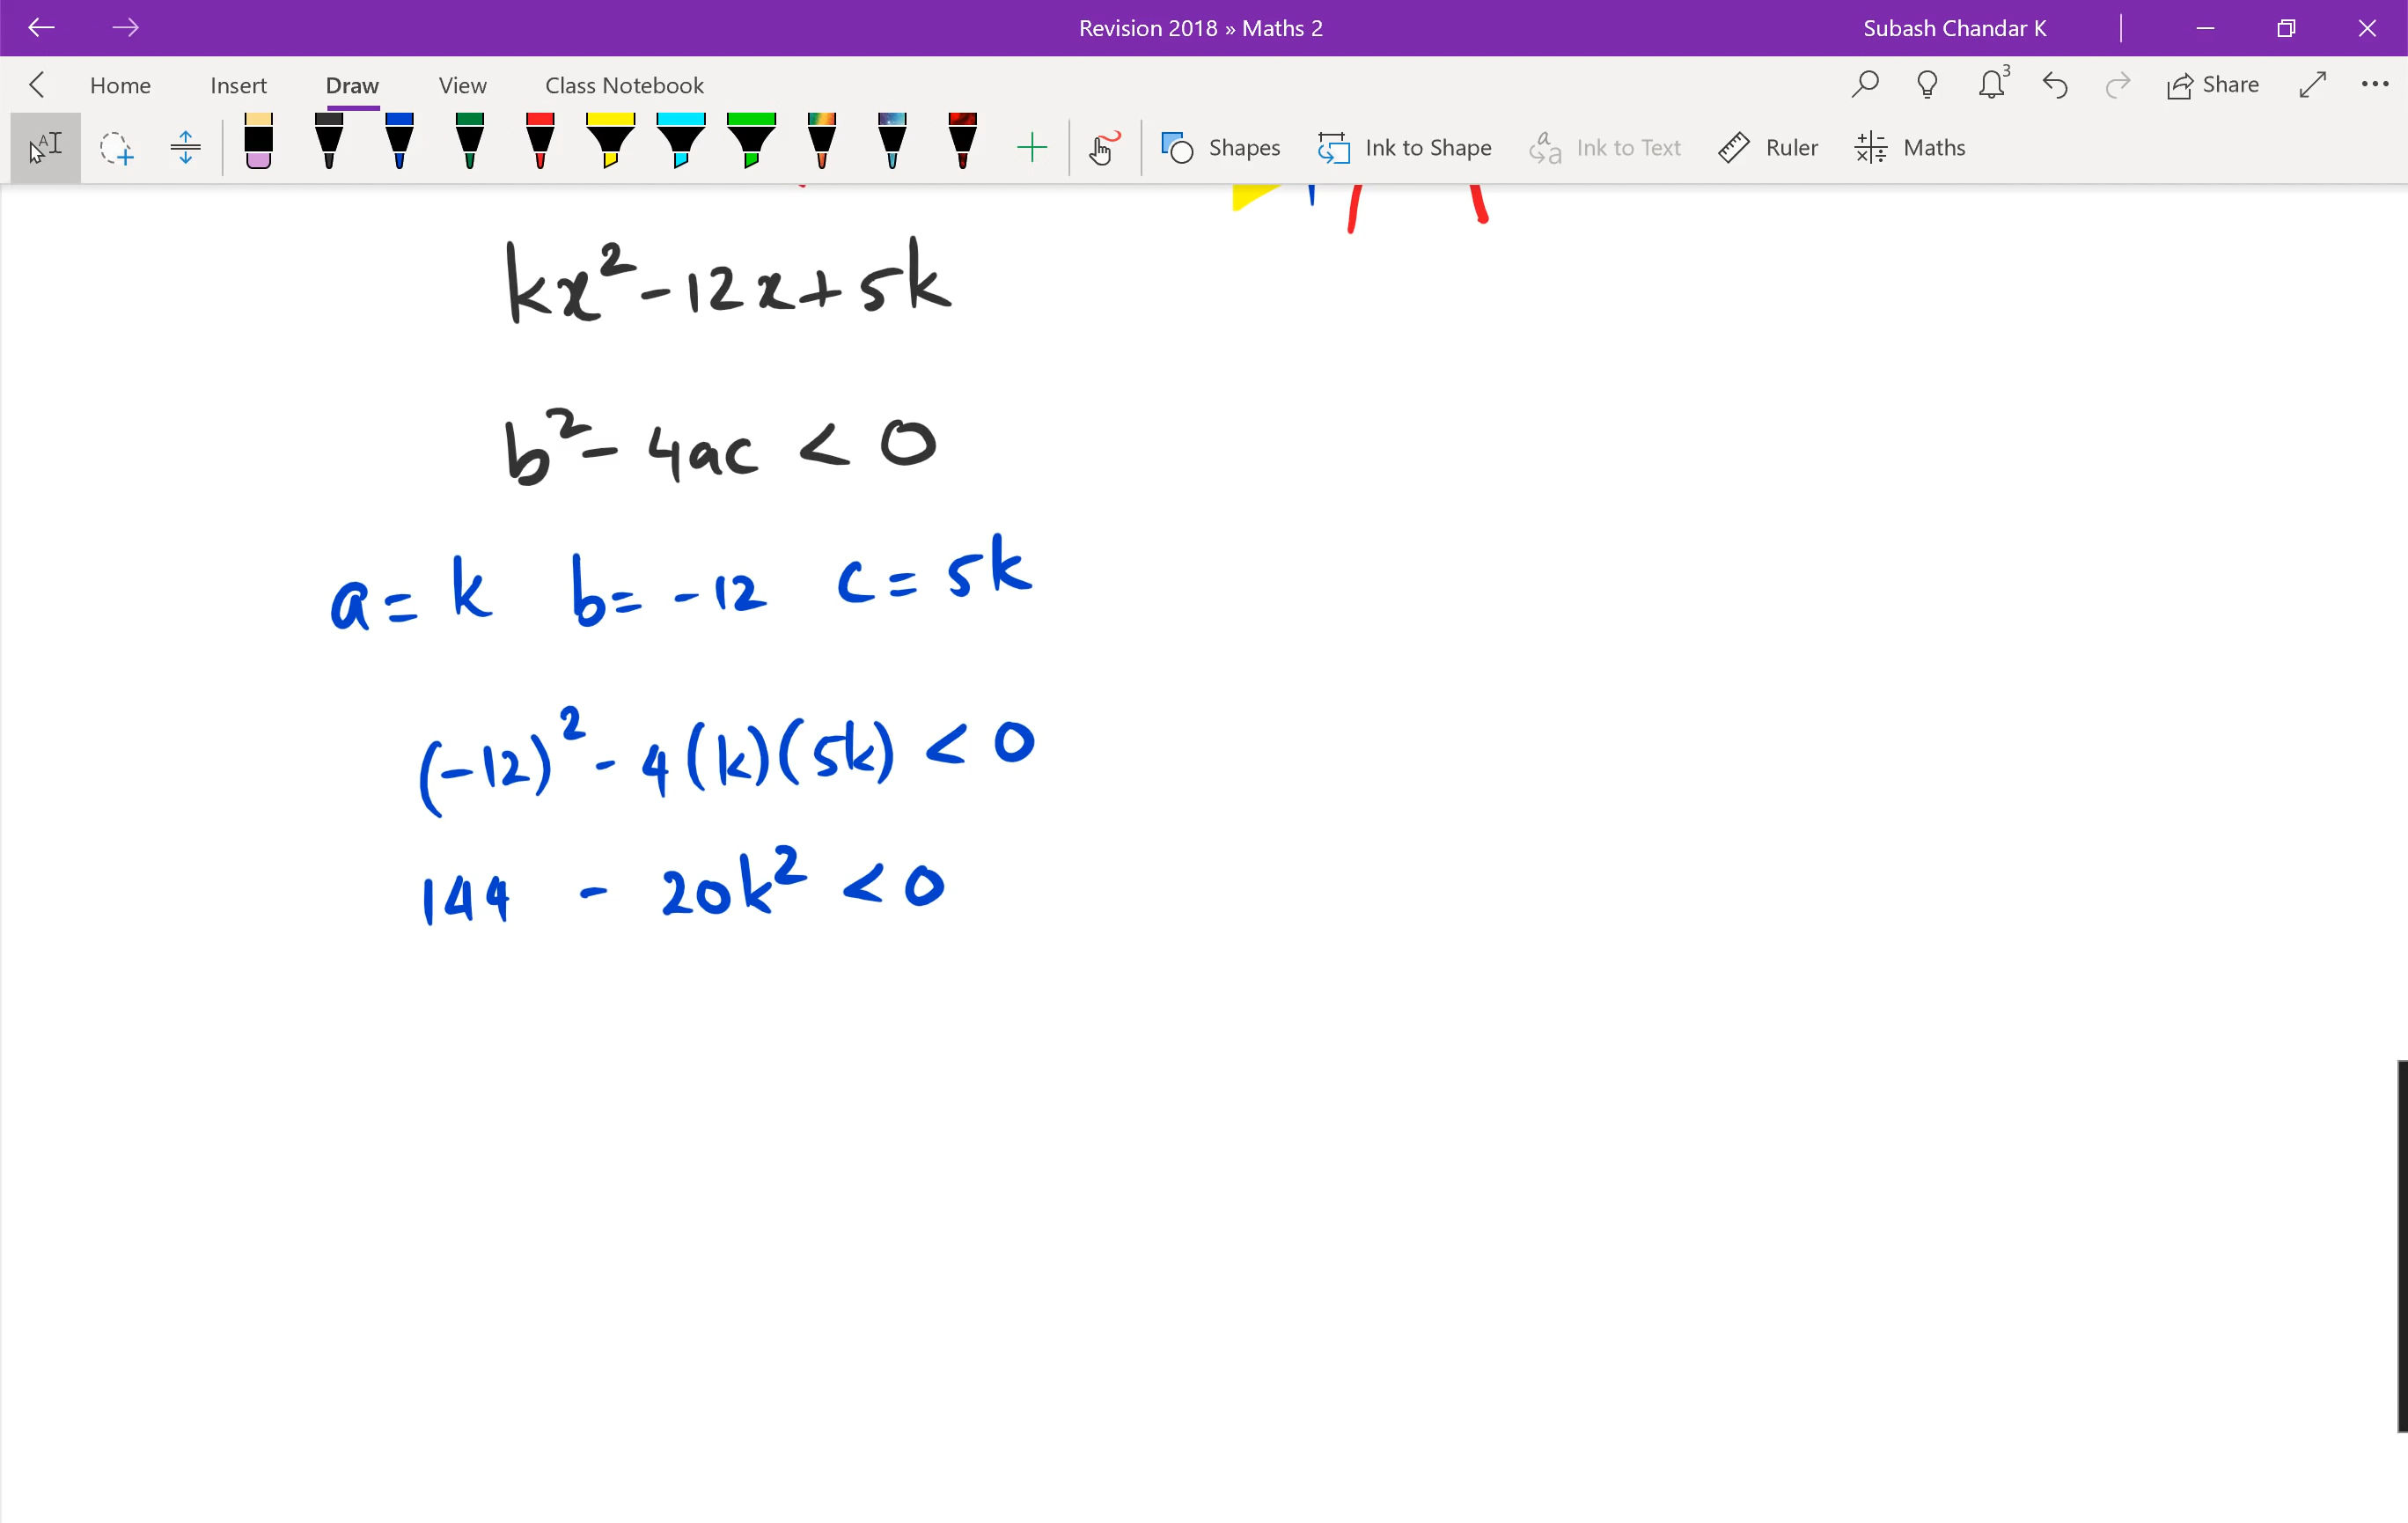 Revision 2018 » Maths 2
Subash Chandar K
Home Insert Draw View Class Notebook
3
Share
Shapes Ink to Shape Ink to Text Ruler Maths
kx² - 12x + 5k
b² - 4ac < 0
a = k b = -12 c = 5k
(-12)² - 4(k)(5k) < 0
144 - 20k² < 0